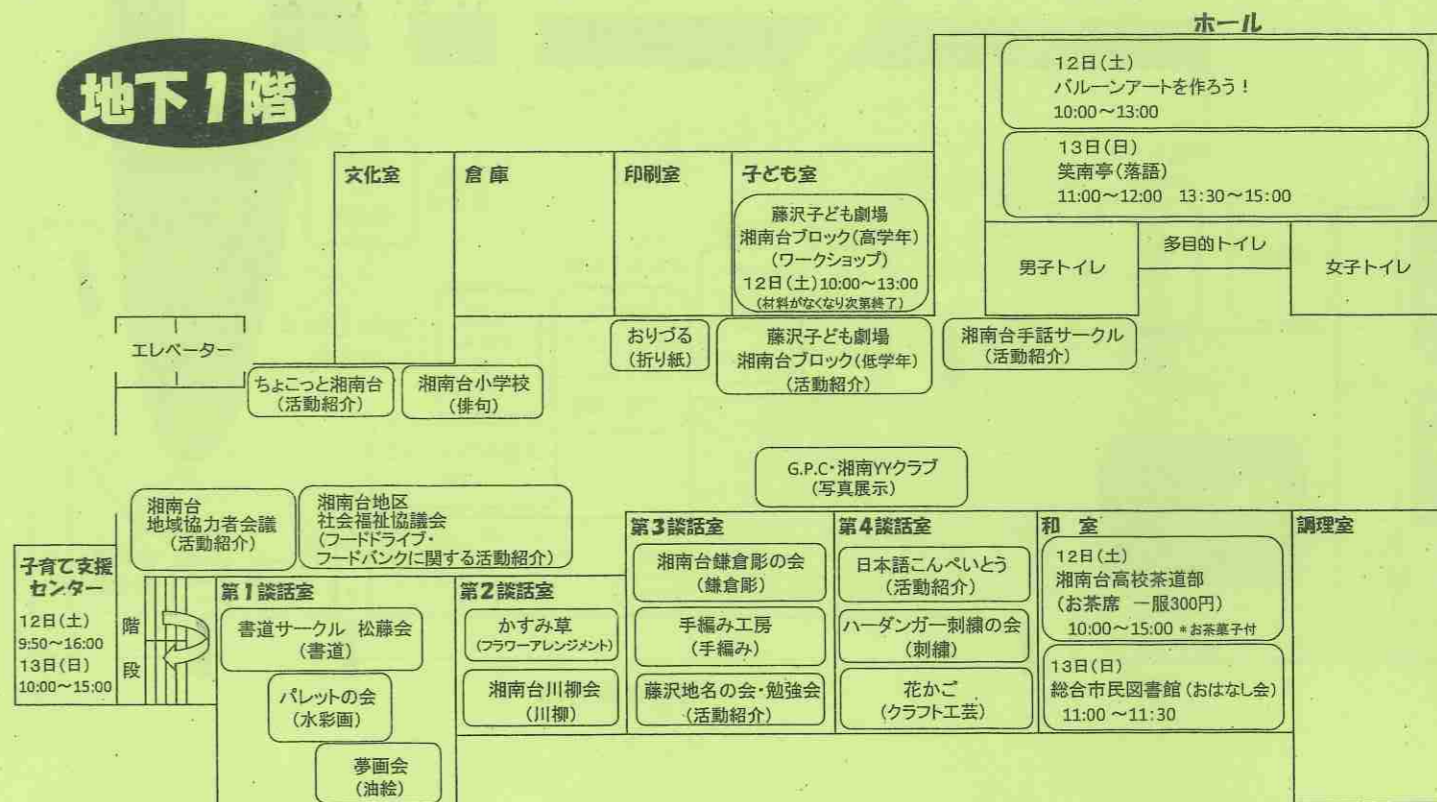 地下1階
ホール
12日(土)
バルーンアートを作ろう!
10:00~13:00
13日(日)
笑南亭(落語)
11:00~12:00 13:30~15:00
男子トイレ
多目的トイレ
女子トイレ
文化室
倉庫
印刷室
子ども室
藤沢子ども劇場
湘南台ブロック(高学年)
(ワークショップ)
12日(土)10:00~13:00
(材料がなくなり次第終了)
エレベーター
ちょこっと湘南台
(活動紹介)
湘南台小学校
(俳句)
おりづる
(折り紙)
藤沢子ども劇場
湘南台ブロック(低学年)
(活動紹介)
湘南台手話サークル
(活動紹介)
G.P.C・湘南YYクラブ
(写真展示)
湘南台
地域協力者会議
(活動紹介)
湘南台地区
社会福祉協議会
(フードドライブ・
フードバンクに関する活動紹介)
子育て支援
センター
12日(土)
9:50~16:00
13日(日)
10:00~15:00
階
段
第1談話室
書道サークル 松藤会
(書道)
パレットの会
(水彩画)
夢画会
(油絵)
第2談話室
かすみ草
(フラワーアレンジメント)
湘南台川柳会
(川柳)
第3談話室
湘南台鎌倉彫の会
(鎌倉彫)
手編み工房
(手編み)
藤沢地名の会・勉強会
(活動紹介)
第4談話室
日本語こんぺいとう
(活動紹介)
ハーダンガー刺繍の会
(刺繍)
花かご
(クラフト工芸)
和 室
12日(土)
湘南台高校茶道部
(お茶席 一服300円)
10:00~15:00 *お茶菓子付
13日(日)
総合市民図書館(おはなし会)
11:00 ~11:30
調理室